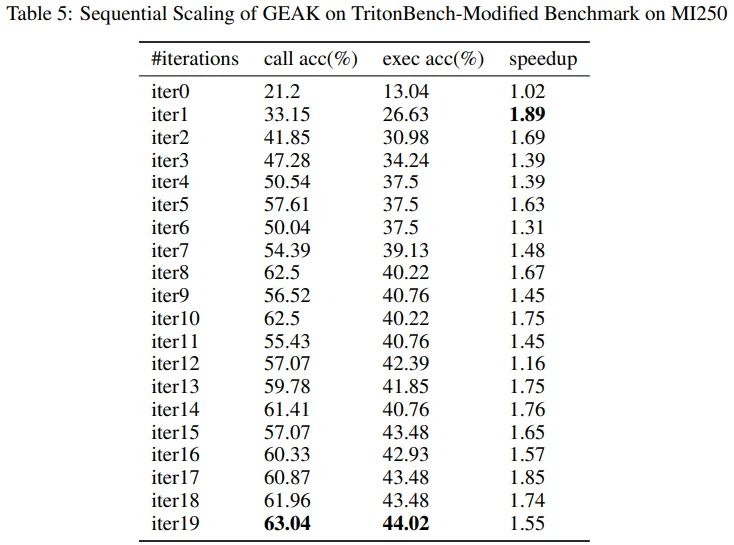 Table 5: Sequential Scaling of GEAK on TritonBench-Modified Benchmark on MI250
#iterations call acc(%) exec acc(%) speedup
iter0 21.2 13.04 1.02
iter1 33.15 26.63 1.89
iter2 41.85 30.98 1.69
iter3 47.28 34.24 1.39
iter4 50.54 37.5 1.39
iter5 57.61 37.5 1.63
iter6 50.04 37.5 1.31
iter7 54.39 39.13 1.48
iter8 62.5 40.22 1.67
iter9 56.52 40.76 1.45
iter10 62.5 40.22 1.75
iter11 55.43 40.76 1.45
iter12 57.07 42.39 1.16
iter13 59.78 41.85 1.75
iter14 61.41 40.76 1.76
iter15 57.07 43.48 1.65
iter16 60.33 42.93 1.57
iter17 60.87 43.48 1.85
iter18 61.96 43.48 1.74
iter19 63.04 44.02 1.55